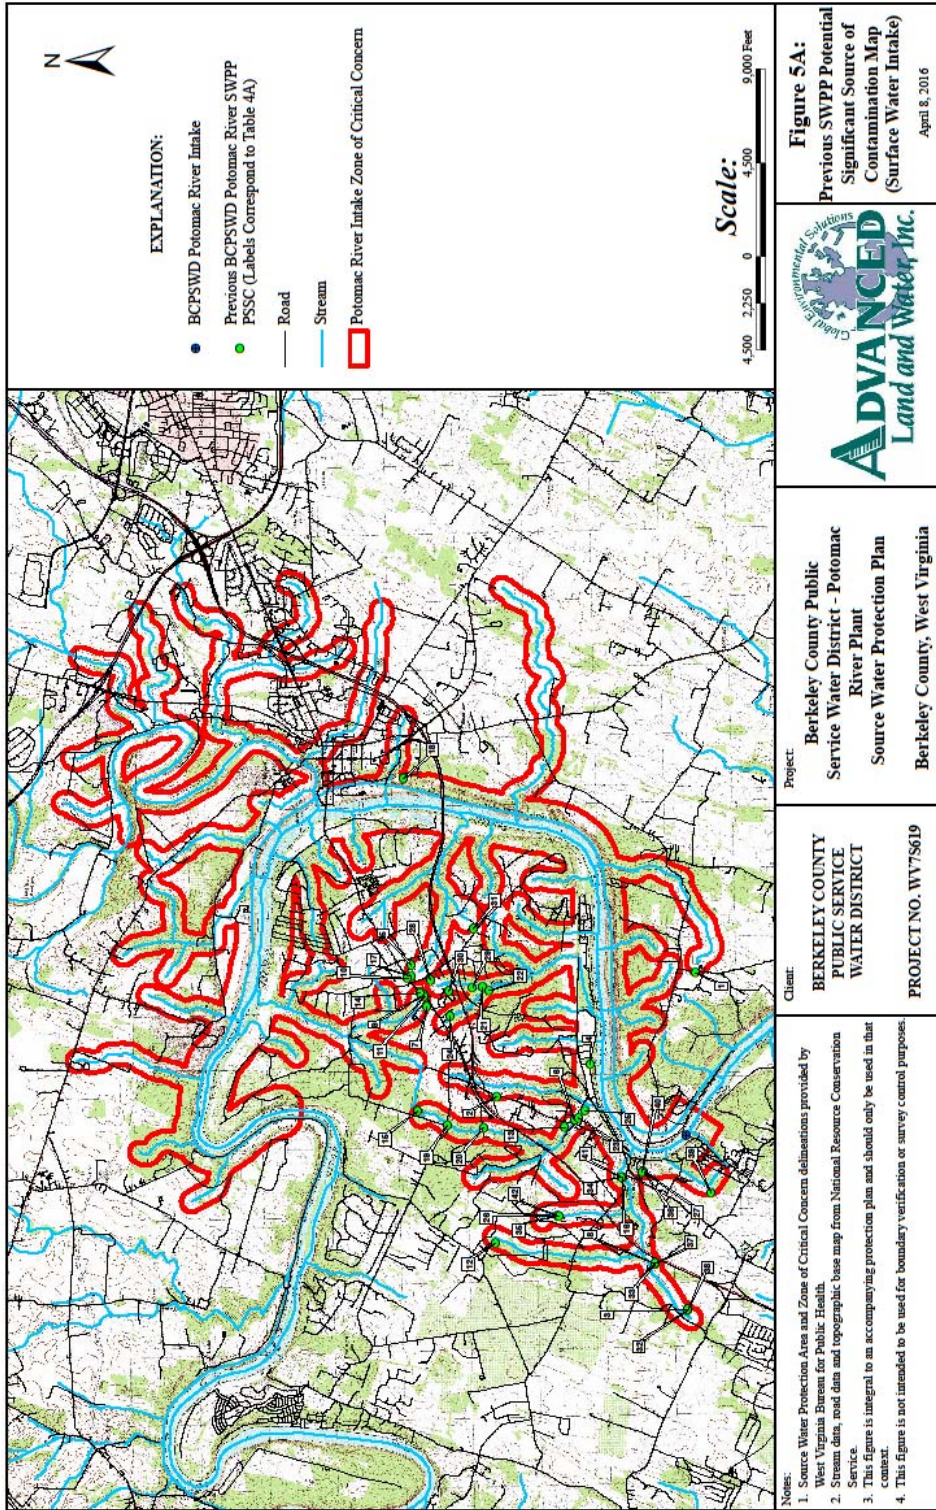 N
EXPLANATION:
BCPSWD Potomac River Intake
Previous BCPSWD Potomac River SWPP
PSSC (Labels Correspond to Table 4A)
Road
Stream
Potomac River Intake Zone of Critical Concern
Scale:
4,500 2,250 0 4,500 9,000 Feet
Notes:
1. Source Water Protection Area and Zone of Critical Concern delineations provided by
West Virginia Bureau for Public Health.
2. Stream data, road data and topographic base map from National Resource Conservation
Service.
3. This figure is integral to an accompanying protection plan and should only be used in that
context.
4. This figure is not intended to be used for boundary verification or survey control purposes.
Client:
BERKELEY COUNTY
PUBLIC SERVICE
WATER DISTRICT
PROJECT NO. WV7S619
Project:
Berkeley County Public
Service Water District - Potomac
River Plant
Source Water Protection Plan
Berkeley County, West Virginia
Global Environmental Solutions
ADVANCED
Land and Water, Inc.
Figure 5A:
Previous SWPP Potential
Significant Source of
Contamination Map
(Surface Water Intake)
April 8, 2016